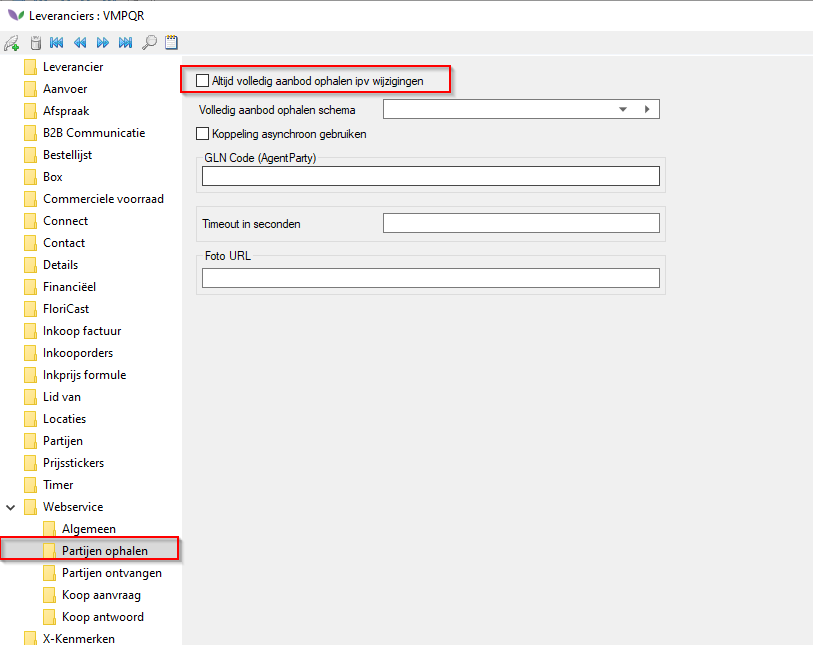 Leveranciers : VMPQR
Leverancier
Aanvoer
Afspraak
B2B Communicatie
Bestellijst
Box
Commerciele voorraad
Connect
Contact
Details
Financiëel
FloriCast
Inkoop factuur
Inkooporders
Inkprijs formule
Lid van
Locaties
Partijen
Prijsstickers
Timer
Webservice
Algemeen
Partijen ophalen
Partijen ontvangen
Koop aanvraag
Koop antwoord
X-Kenmerken
Altijd volledig aanbod ophalen ipv wijzigingen
Volledig aanbod ophalen schema
Koppeling asynchroon gebruiken
GLN Code (AgentParty)
Timeout in seconden
Foto URL